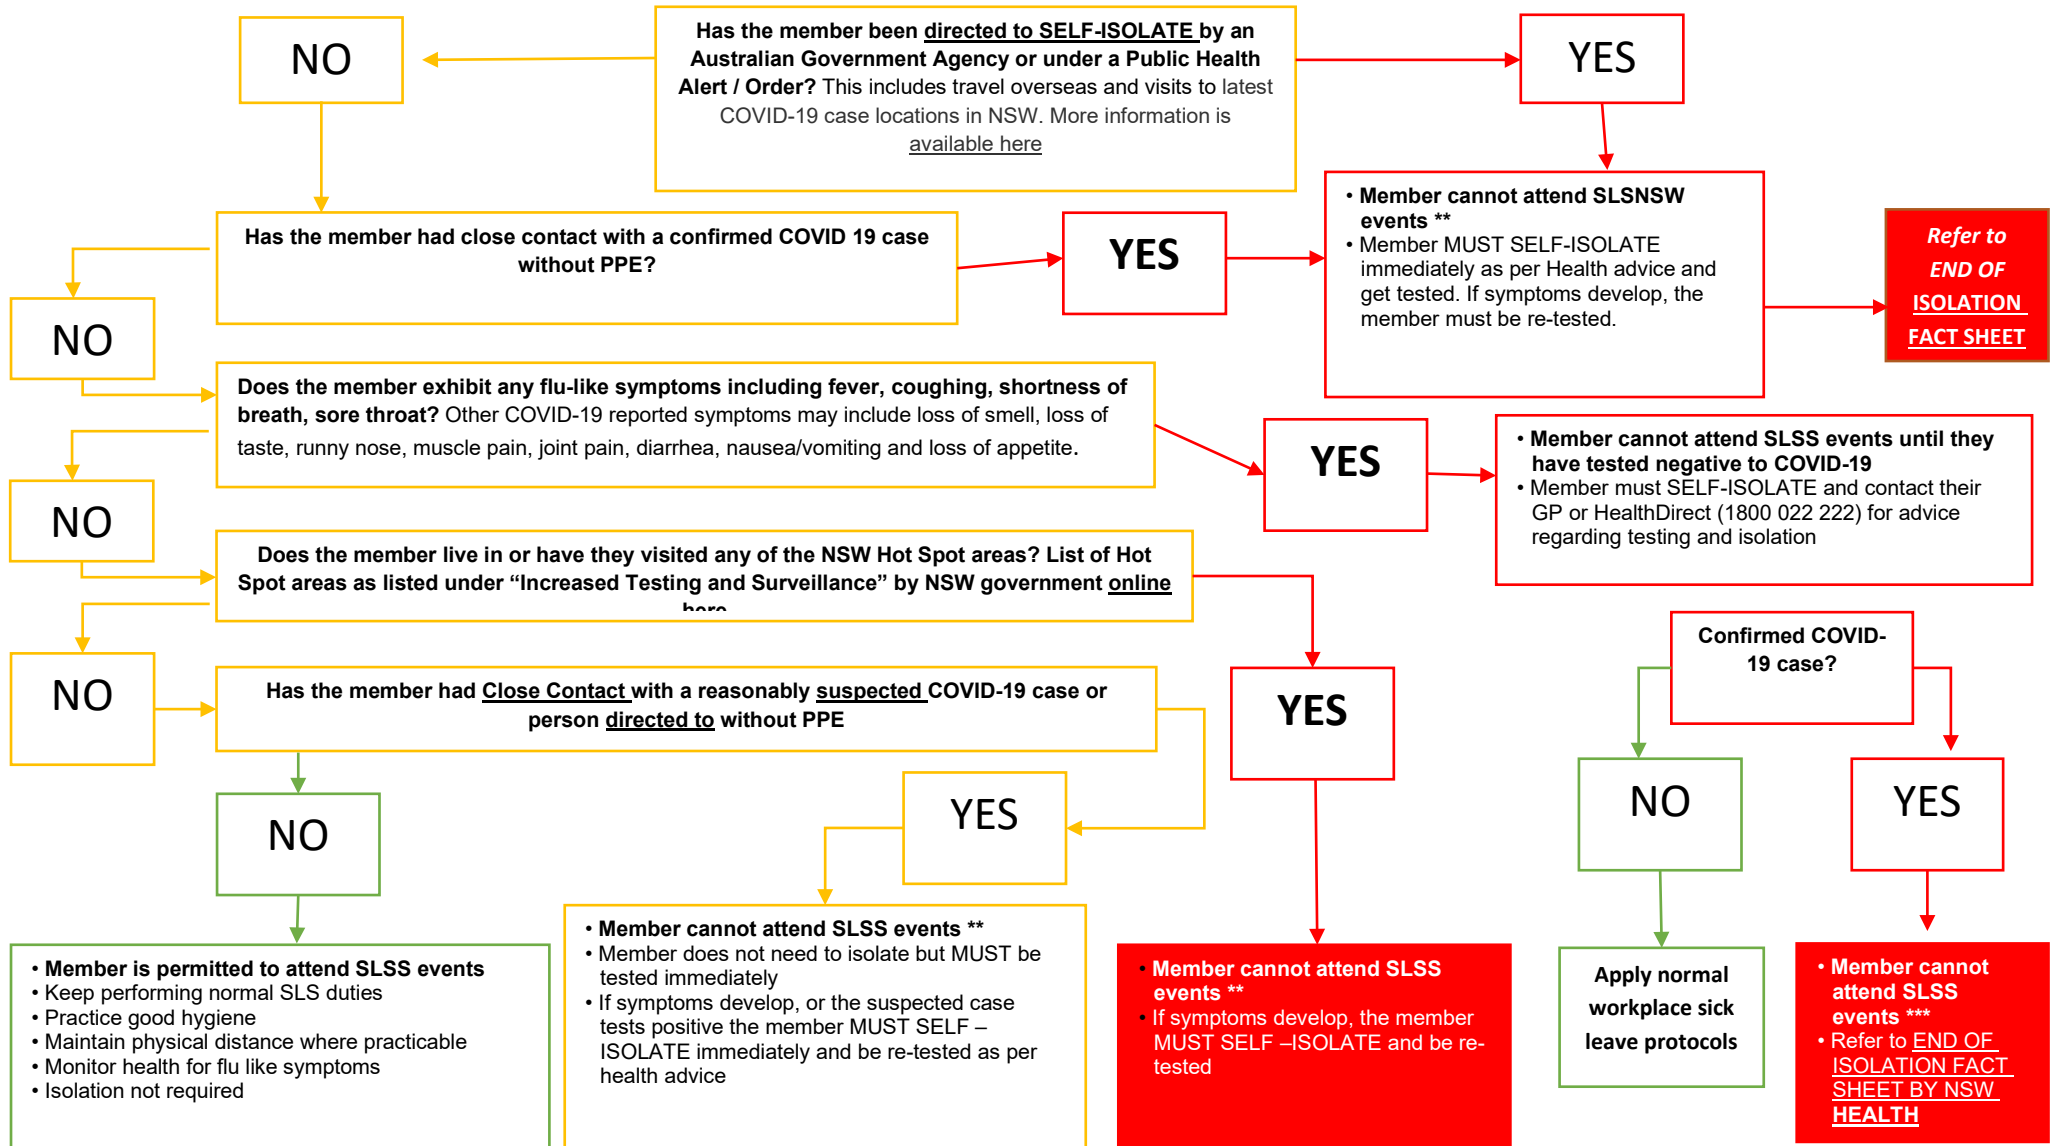 NO
Has the member been directed to SELF-ISOLATE by an
Australian Government Agency or under a Public Health
Alert / Order? This includes travel overseas and visits to latest
COVID-19 case locations in NSW. More information is
available here
YES
Has the member had close contact with a confirmed COVID 19 case
without PPE?
YES
• Member cannot attend SLSNSW
events **
• Member MUST SELF-ISOLATE
immediately as per Health advice and
get tested. If symptoms develop, the
member must be re-tested.
Refer to
END OF
ISOLATION
FACT SHEET
NO
Does the member exhibit any flu-like symptoms including fever, coughing, shortness of
breath, sore throat? Other COVID-19 reported symptoms may include loss of smell, loss of
taste, runny nose, muscle pain, joint pain, diarrhea, nausea/vomiting and loss of appetite.
YES
• Member cannot attend SLSS events until they
have tested negative to COVID-19
• Member must SELF-ISOLATE and contact their
GP or HealthDirect (1800 022 222) for advice
regarding testing and isolation
NO
Does the member live in or have they visited any of the NSW Hot Spot areas? List of Hot
Spot areas as listed under “Increased Testing and Surveillance” by NSW government online
here
YES
Confirmed COVID-
19 case?
NO
Has the member had Close Contact with a reasonably suspected COVID-19 case or
person directed to without PPE
NO
YES
NO
YES
• Member is permitted to attend SLSS events
• Keep performing normal SLS duties
• Practice good hygiene
• Maintain physical distance where practicable
• Monitor health for flu like symptoms
• Isolation not required
• Member cannot attend SLSS events **
• Member does not need to isolate but MUST be
tested immediately
• If symptoms develop, or the suspected case
tests positive the member MUST SELF –
ISOLATE immediately and be re-tested as per
health advice
• Member cannot attend SLSS
events **
• If symptoms develop, the member
MUST SELF –ISOLATE and be re-
tested
Apply normal
workplace sick
leave protocols
• Member cannot
attend SLSS
events ***
• Refer to END OF
ISOLATION FACT
SHEET BY NSW
HEALTH